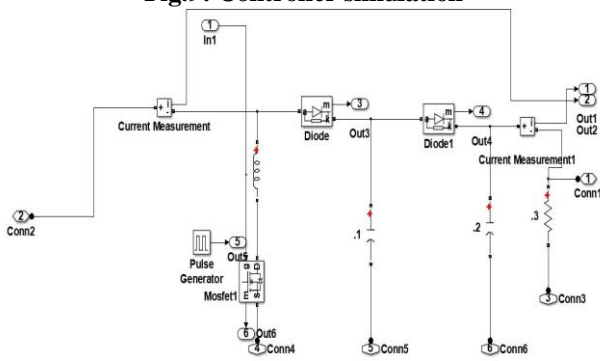 Fig.9: Controller simulation
1
In1
+ i
-
Current Measurement
m
a k
Diode
3
Out3
m
a k
Diode1
4
Out4
+ i
-
Current Measurement1
1
2
Out1
Out2
1
Conn1
2
Conn2
.1
.2
.3
Pulse
Generator
5
Out5
g D
m S
Mosfet1
6
Out6
4
Conn4
5
Conn5
6
Conn6
3
Conn3